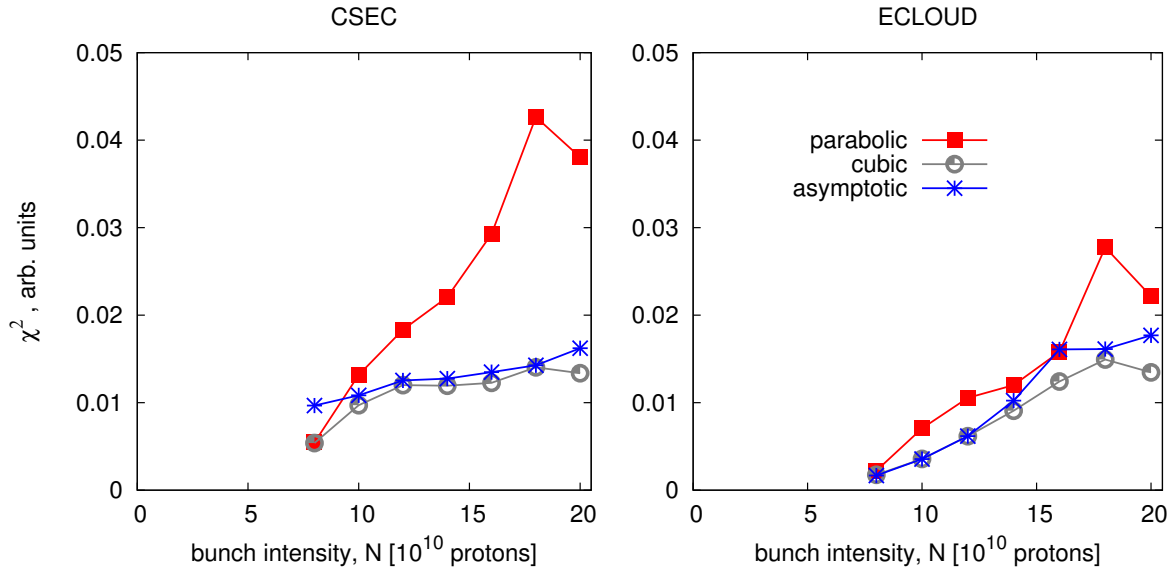 CSEC
ECLOUD
0.05
0.04
0.03
0.02
0.01
0
0
5
10
15
20
χ², arb. units
bunch intensity, N [10¹⁰ protons]
0.05
0.04
0.03
0.02
0.01
0
0
5
10
15
20
parabolic
cubic
asymptotic
bunch intensity, N [10¹⁰ protons]